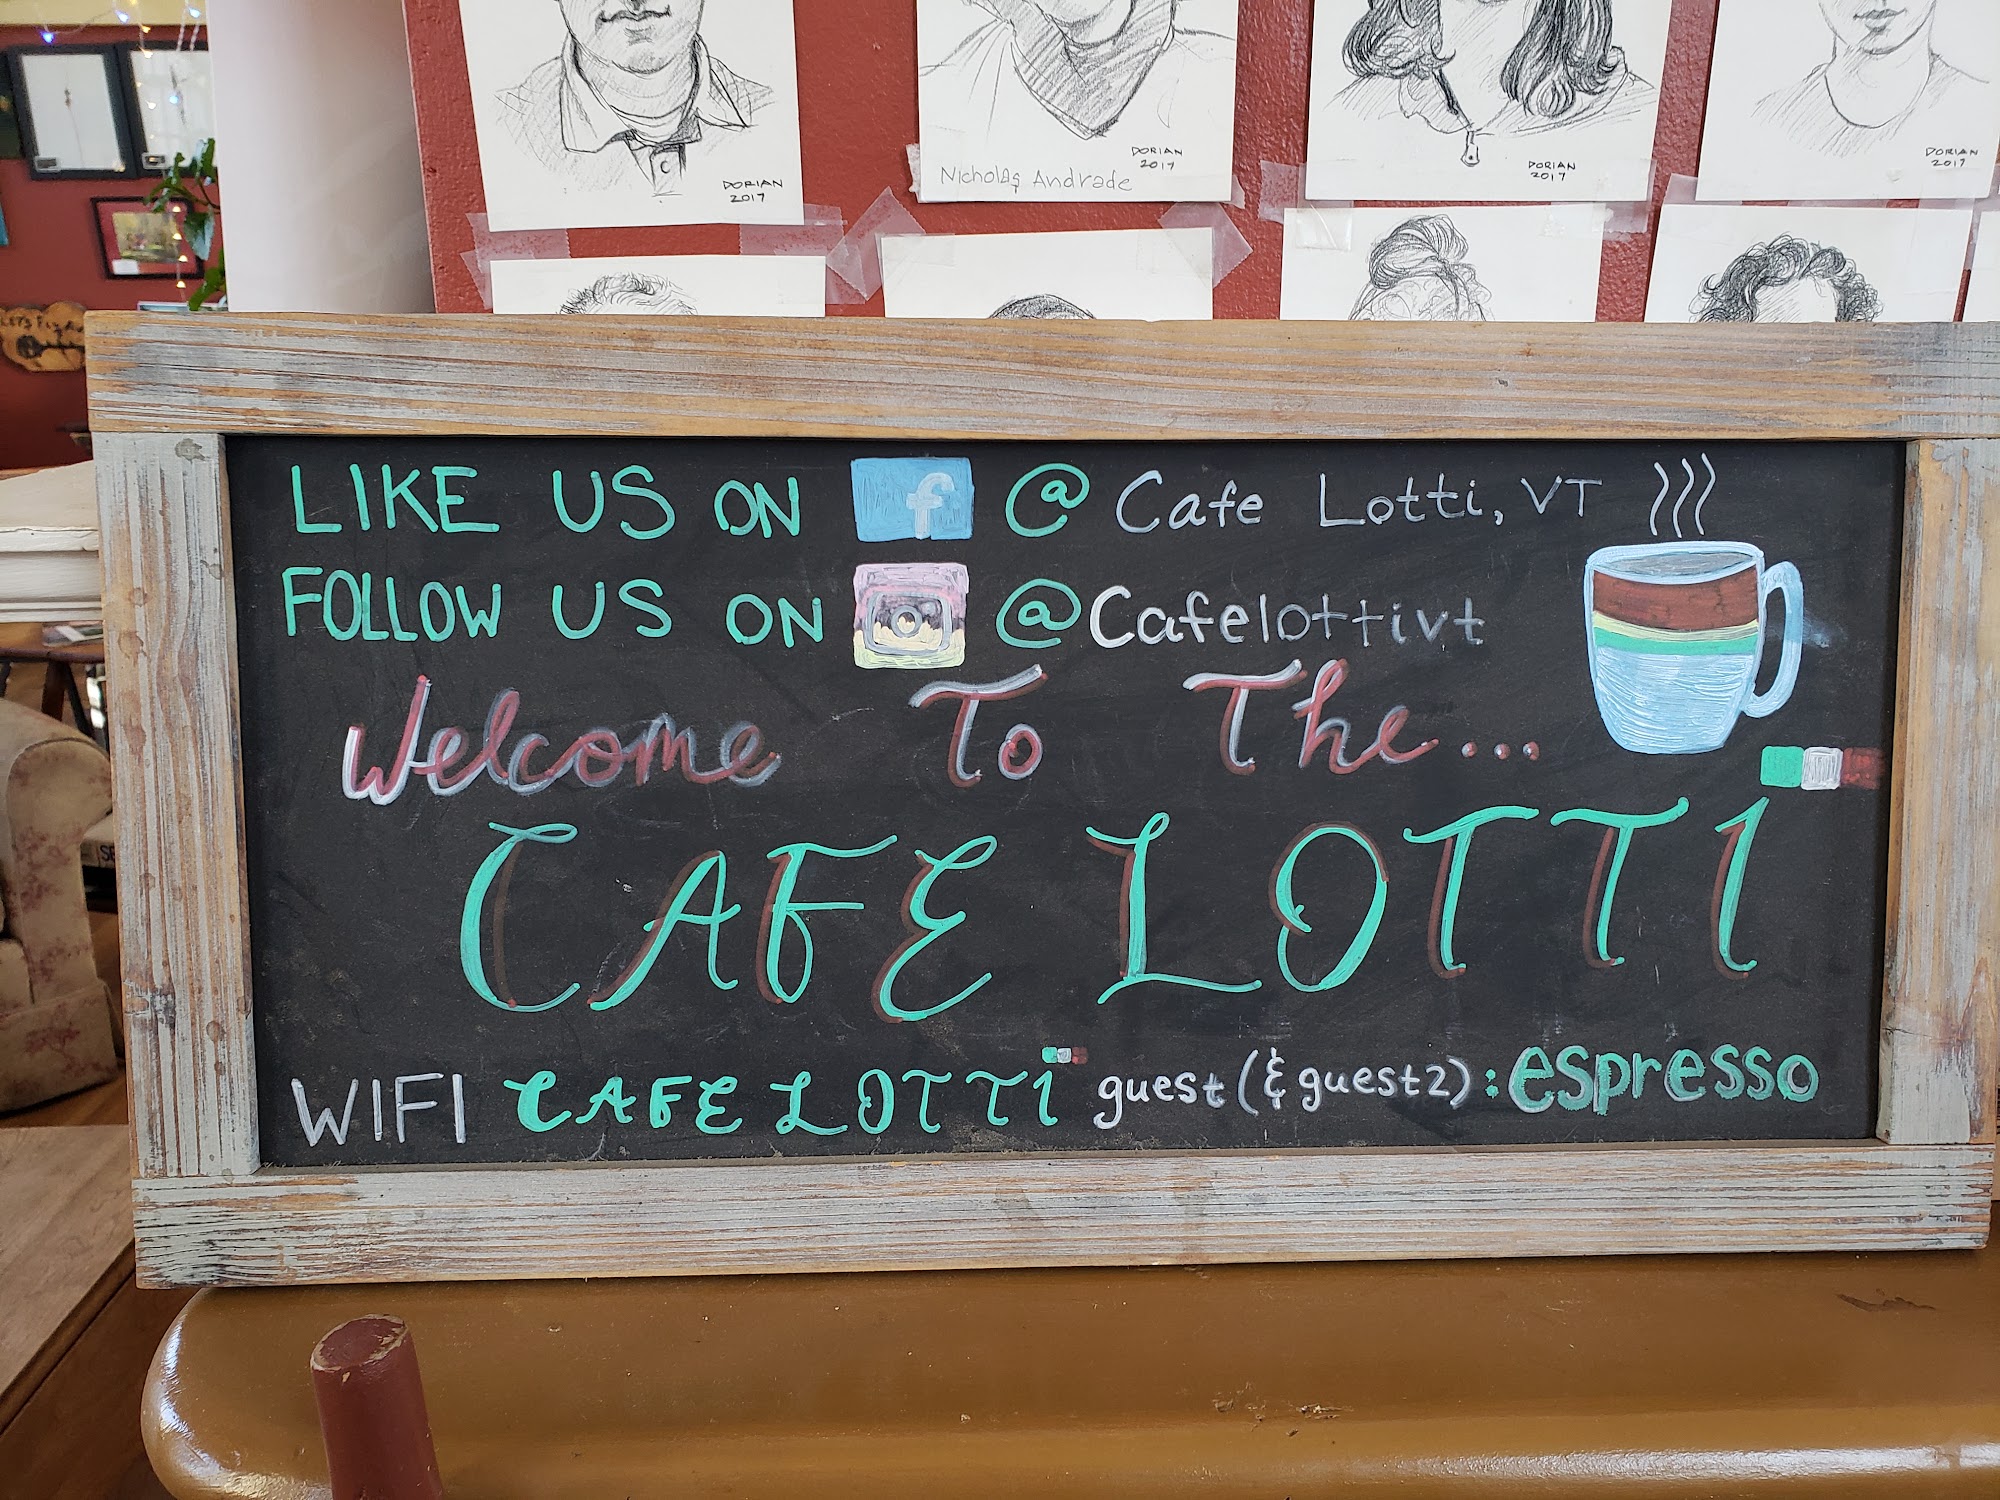 DORIAN
2017
Nicholas Andrade
DORIAN
2017
DORIAN
2017
DORIAN
2017
LIKE US ON f @ Cafe Lotti, VT
FOLLOW US ON @Cafelottivt
Welcome To The...
CAFE LOTTI
WIFI CAFE LOTTI guest (& guest2) : espresso